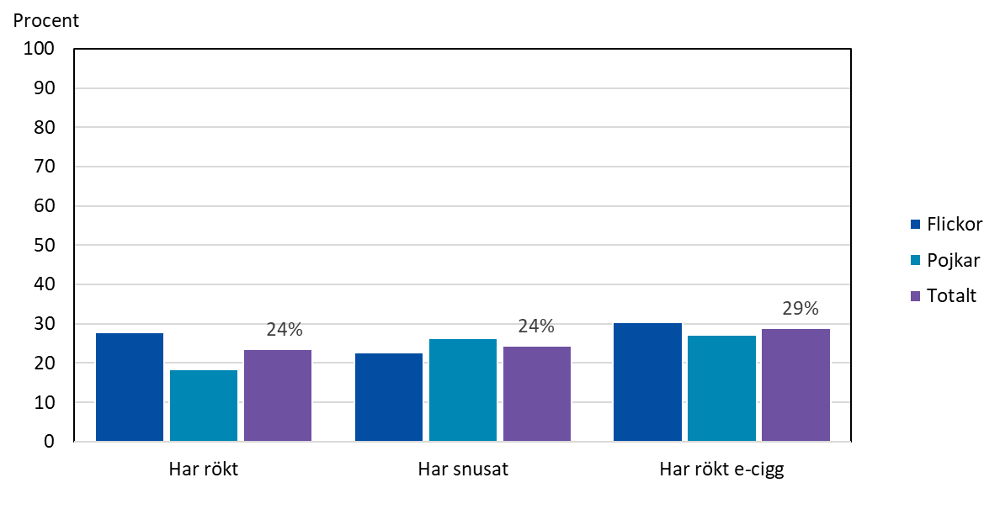 Procent
100
90
80
70
60
50
40
30
20
10
0
24%
24%
29%
Har rökt
Har snusat
Har rökt e-cigg
Flickor
Pojkar
Totalt